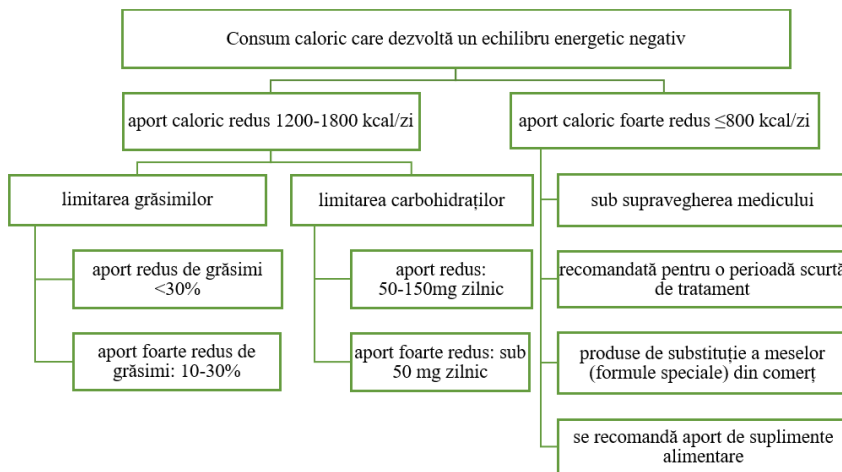 Consum caloric care dezvoltă un echilibru energetic negativ
aport caloric redus 1200-1800 kcal/zi
limitarea grăsimilor
aport redus de grăsimi
<30%
aport foarte redus de
grăsimi: 10-30%
limitarea carbohidraților
aport redus:
50-150mg zilnic
aport foarte redus: sub
50 mg zilnic
aport caloric foarte redus ≤800 kcal/zi
sub supravegherea medicului
recomandată pentru o perioadă scurtă
de tratament
produse de substituție a meselor
(formule speciale) din comerț
se recomandă aport de suplimente
alimentare